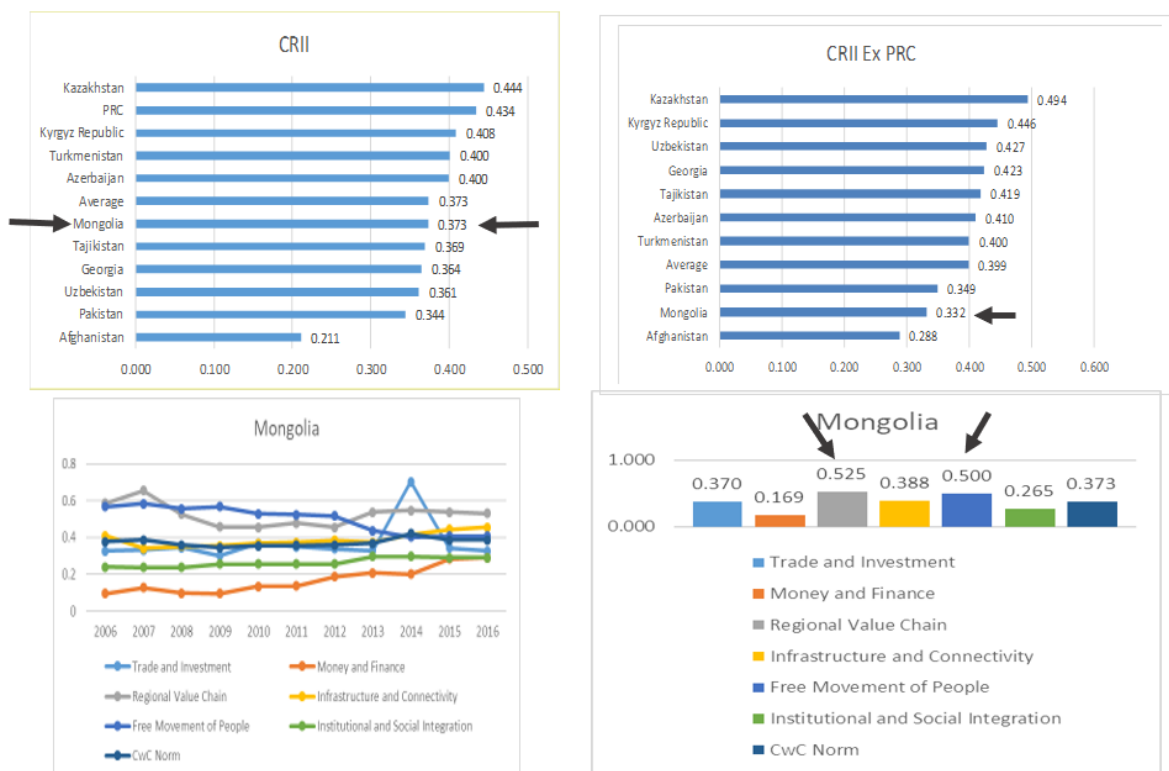 CRII
Kazakhstan 0.444
PRC 0.434
Kyrgyz Republic 0.408
Turkmenistan 0.400
Azerbaijan 0.400
Average 0.373
Mongolia 0.373
Tajikistan 0.369
Georgia 0.364
Uzbekistan 0.361
Pakistan 0.344
Afghanistan 0.211
0.000 0.100 0.200 0.300 0.400 0.500
CRII Ex PRC
Kazakhstan 0.494
Kyrgyz Republic 0.446
Uzbekistan 0.427
Georgia 0.423
Tajikistan 0.419
Azerbaijan 0.410
Turkmenistan 0.400
Average 0.399
Pakistan 0.349
Mongolia 0.332
Afghanistan 0.288
0.000 0.100 0.200 0.300 0.400 0.500 0.600
Mongolia
0.8
0.6
0.4
0.2
0
2006 2007 2008 2009 2010 2011 2012 2013 2014 2015 2016
Trade and Investment Money and Finance
Regional Value Chain Infrastructure and Connectivity
Free Movement of People Institutional and Social Integration
CwC Norm
Mongolia
1.000
0.370 0.169 0.525 0.388 0.500 0.265 0.373
0.000
Trade and Investment
Money and Finance
Regional Value Chain
Infrastructure and Connectivity
Free Movement of People
Institutional and Social Integration
CwC Norm